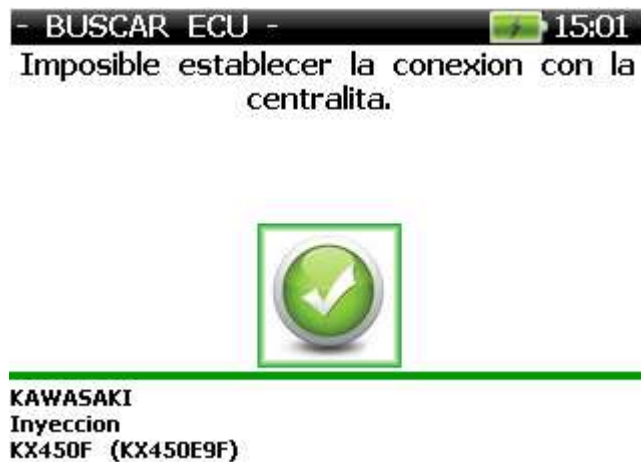 - BUSCAR ECU - 15:01
Imposible establecer la conexion con la
centralita.
KAWASAKI
Inyeccion
KX450F (KX450E9F)